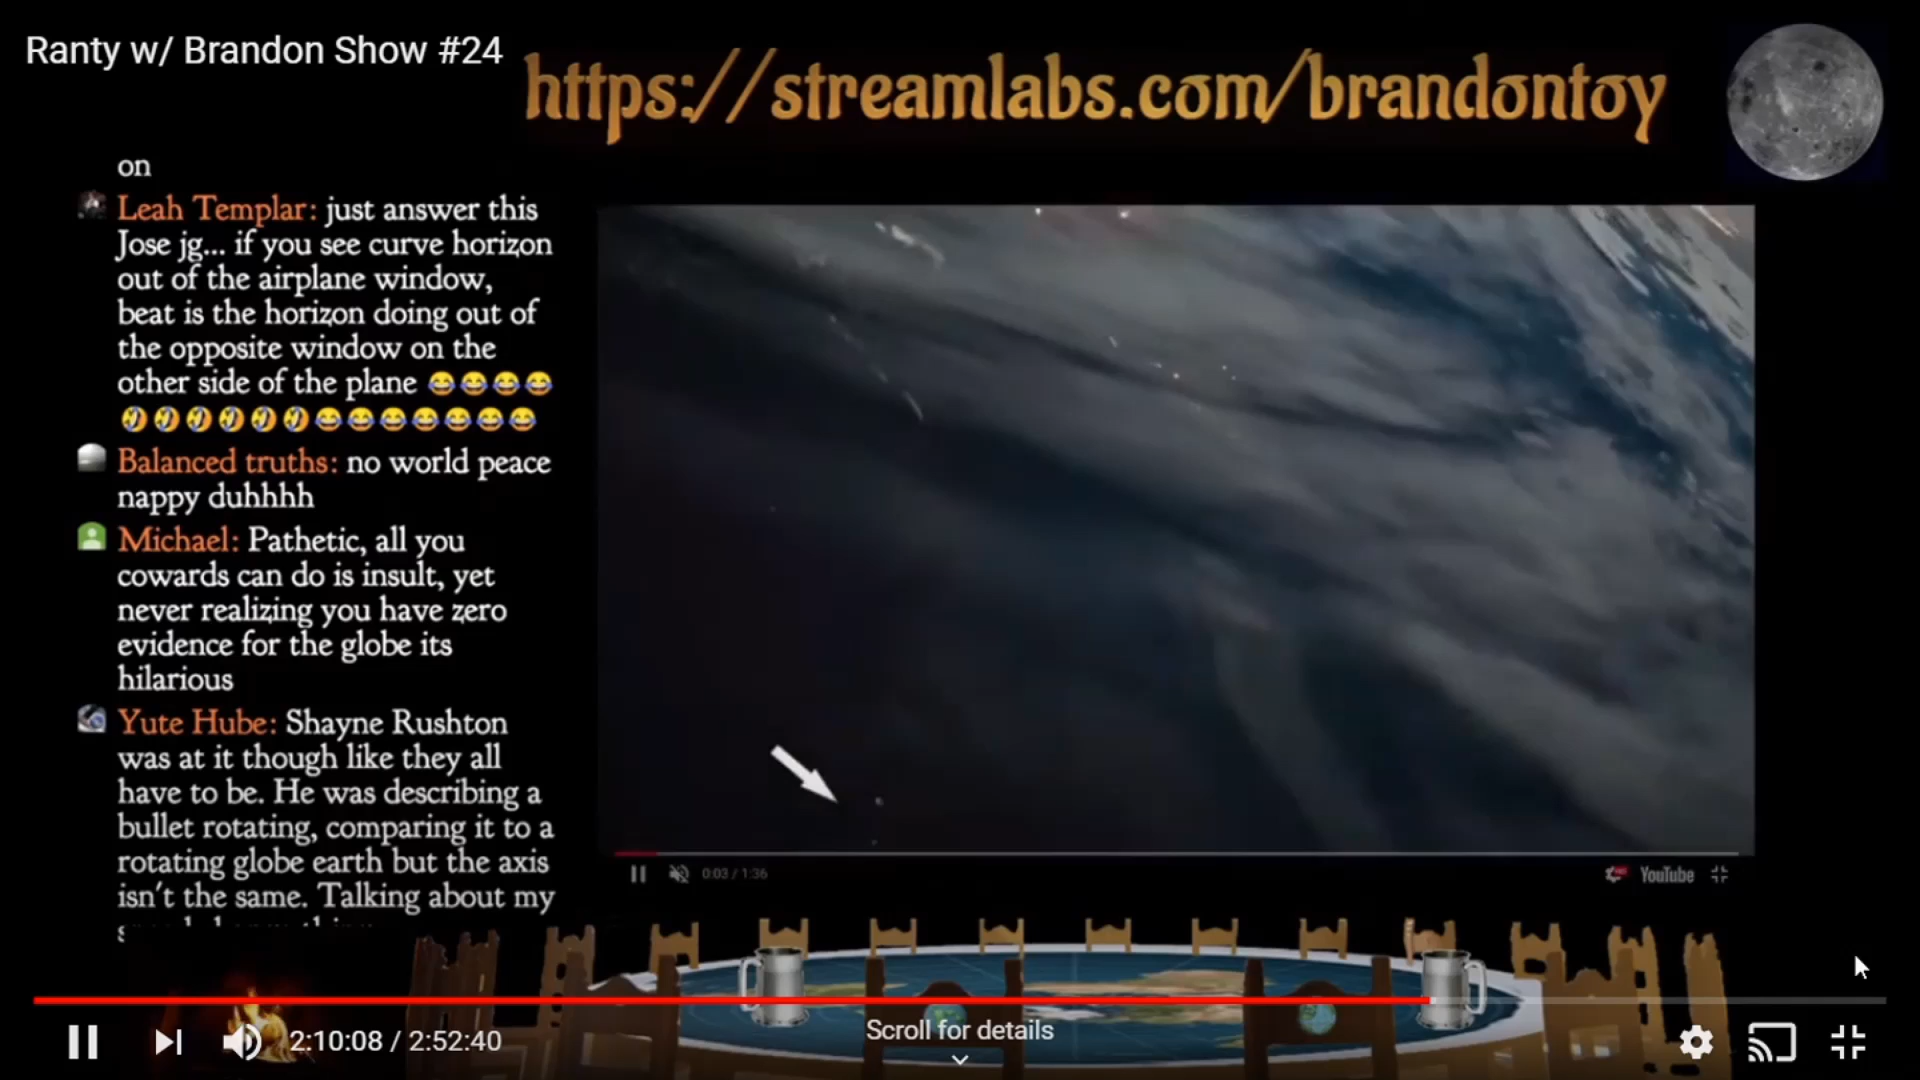 Ranty w/ Brandon Show #24
https://streamlabs.com/brandontoy
on
Leah Templar: just answer this
Jose jg... if you see curve horizon
out of the airplane window,
beat is the horizon doing out of
the opposite window on the
other side of the plane 😂😂😂😂
🤣🤣🤣🤣🤣🤣😂😂😂😂😂😂😂
Balanced truths: no world peace
nappy duhhhh
Michael: Pathetic, all you
cowards can do is insult, yet
never realizing you have zero
evidence for the globe its
hilarious
Yute Hube: Shayne Rushton
was at it though like they all
have to be. He was describing a
bullet rotating, comparing it to a
rotating globe earth but the axis
isn't the same. Talking about my
0:03 / 1:36
YouTube
2:10:08 / 2:52:40
Scroll for details